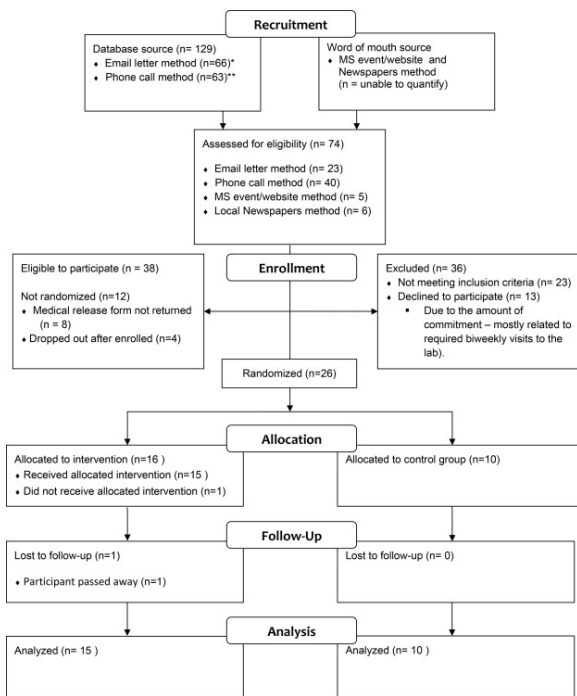 Recruitment
Database source (n= 129)
♦ Email letter method (n=66)*
♦ Phone call method (n=63)**
Word of mouth source
♦ MS event/website and
Newspapers method
(n = unable to quantify)
Assessed for eligibility (n= 74)
♦ Email letter method (n= 23)
♦ Phone call method (n= 40)
♦ MS event/website method (n= 5)
♦ Local Newspapers method (n= 6)
Enrollment
Eligible to participate (n = 38)
Not randomized (n=12)
♦ Medical release form not returned
(n = 8)
♦ Dropped out after enrolled (n=4)
Excluded (n= 36)
♦ Not meeting inclusion criteria (n= 23)
♦ Declined to participate (n= 13)
▪ Due to the amount of
commitment – mostly related to
required biweekly visits to the
lab).
Randomized (n=26)
Allocation
Allocated to intervention (n=16 )
♦ Received allocated intervention (n=15 )
♦ Did not receive allocated intervention (n=1)
Allocated to control group (n=10)
Follow-Up
Lost to follow-up (n=1)
♦ Participant passed away (n=1)
Lost to follow-up (n= 0)
Analysis
Analyzed (n= 15 )
Analyzed (n= 10 )